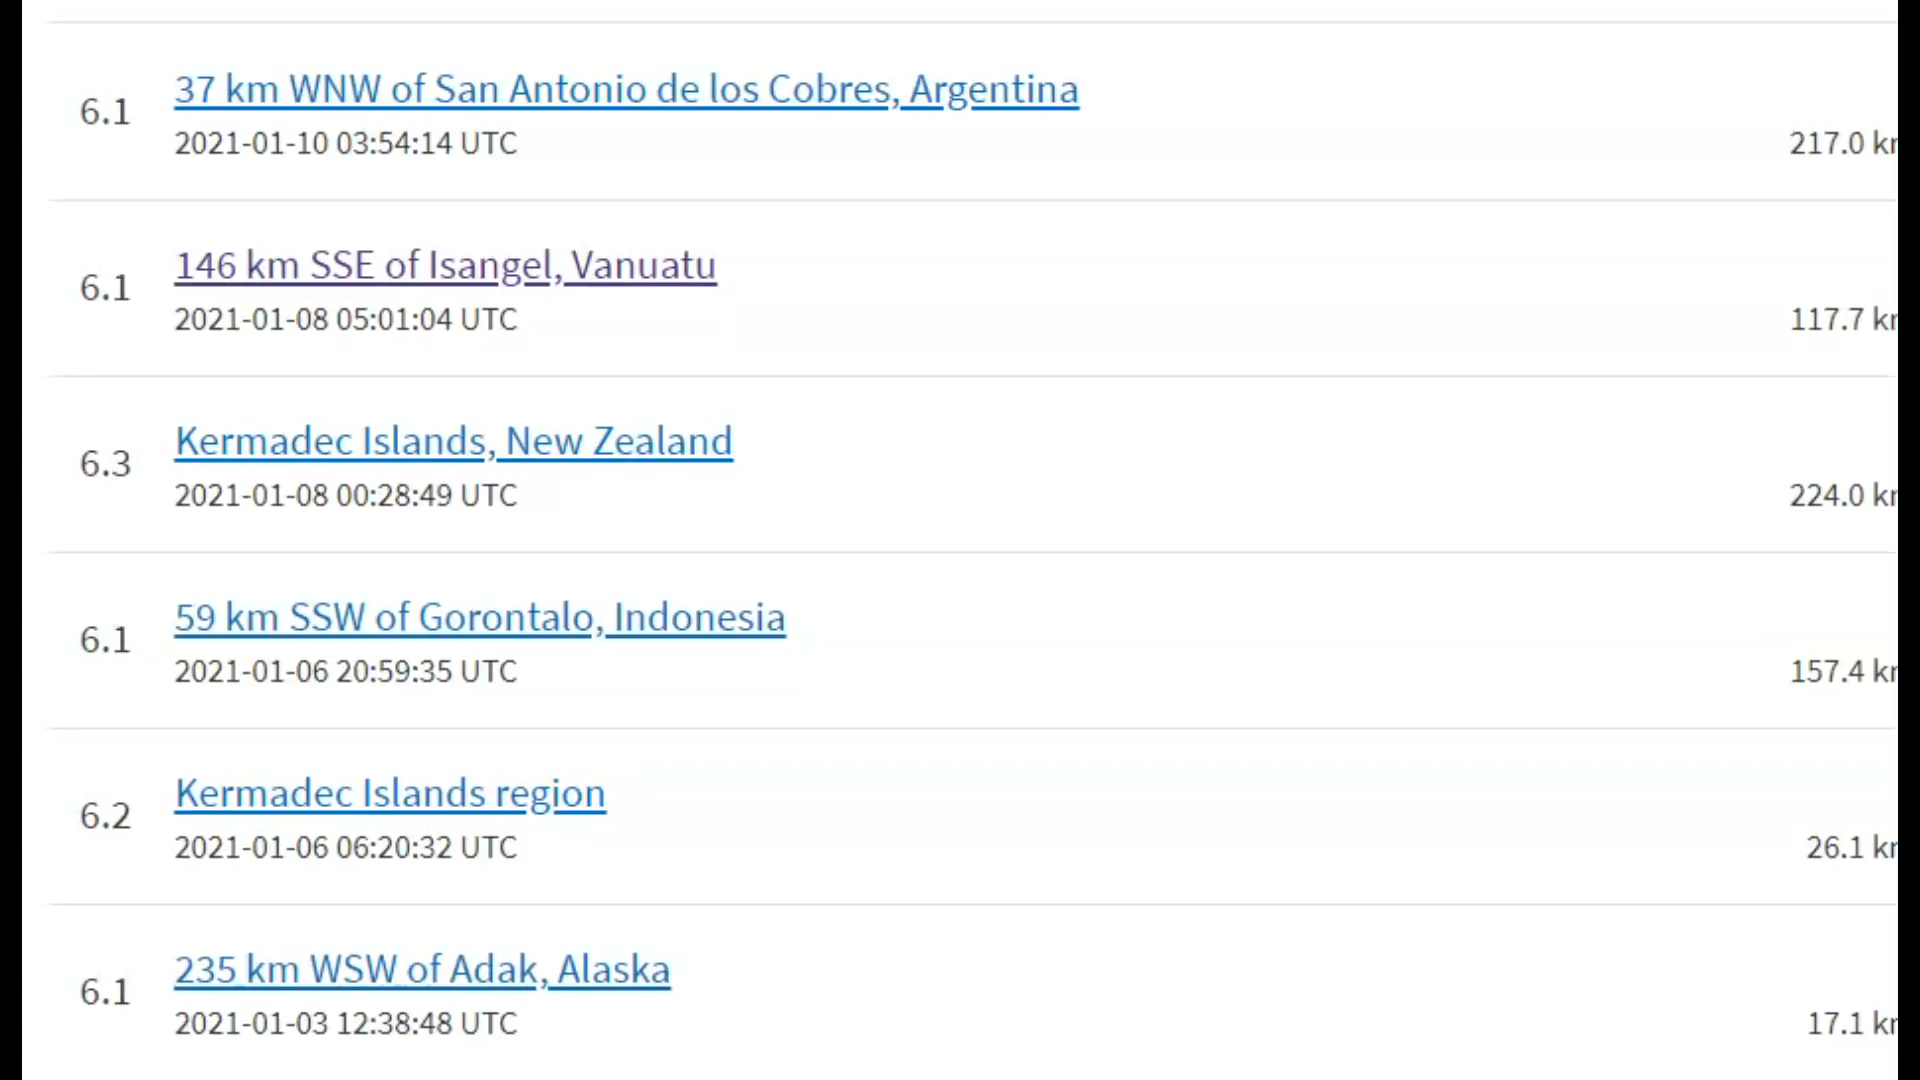 37 km WNW of San Antonio de los Cobres, Argentina
6.1
2021-01-10 03:54:14 UTC
217.0 k
146 km SSE of Isangel, Vanuatu
6.1
2021-01-08 05:01:04 UTC
117.7 k
Kermadec Islands, New Zealand
6.3
2021-01-08 00:28:49 UTC
224.0 k
59 km SSW of Gorontalo, Indonesia
6.1
2021-01-06 20:59:35 UTC
157.4 k
Kermadec Islands region
6.2
2021-01-06 06:20:32 UTC
26.1 k
235 km WSW of Adak, Alaska
6.1
2021-01-03 12:38:48 UTC
17.1 k